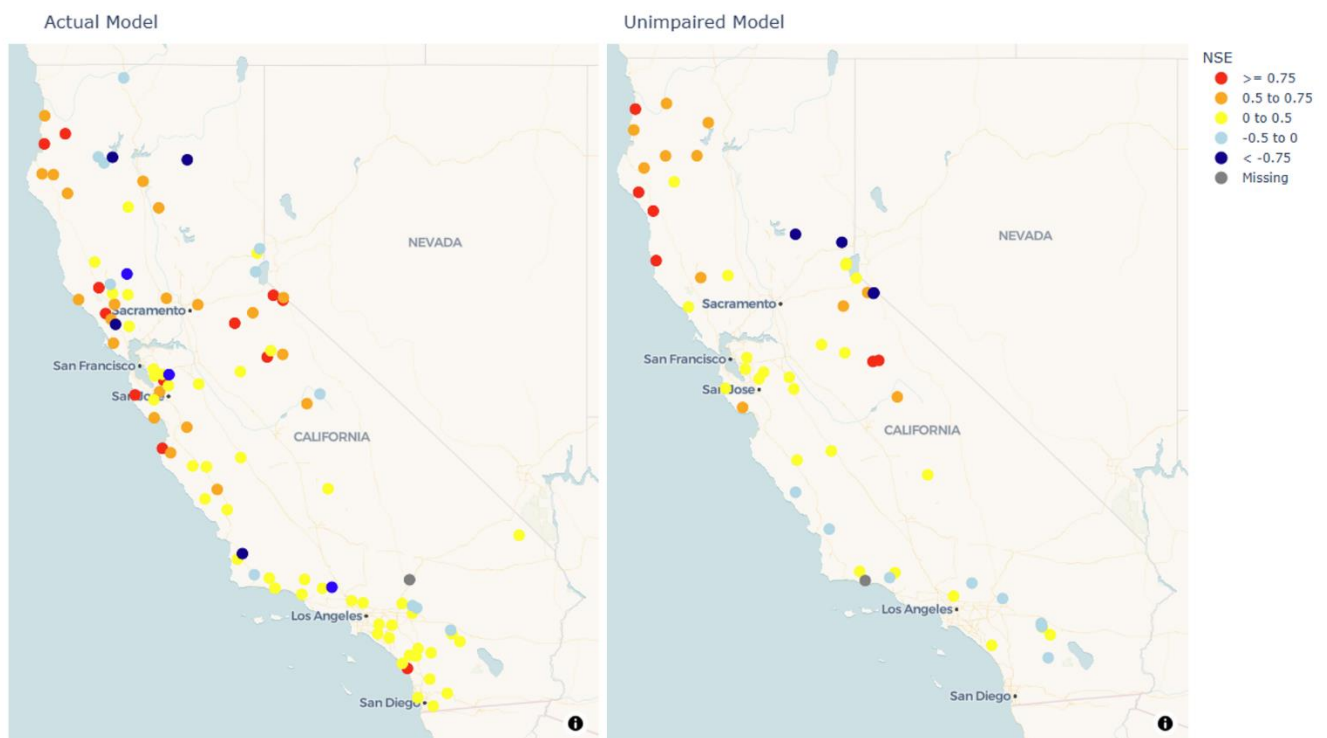 Actual Model
Unimpaired Model
NSE
>= 0.75
0.5 to 0.75
0 to 0.5
-0.5 to 0
< -0.75
Missing
NEVADA
Sacramento
San Francisco
CALIFORNIA
Los Angeles
San Diego
NEVADA
Sacramento
San Francisco
San Jose
CALIFORNIA
Los Angeles
San Diego